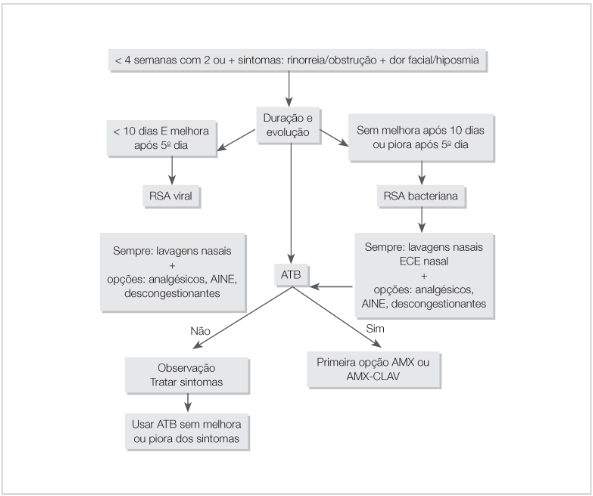 < 4 semanas com 2 ou + sintomas: rinorreia/obstrução + dor facial/hiposmia
Duração e
evolução
< 10 dias E melhora
após 5º dia
Sem melhora após 10 dias
ou piora após 5º dia
RSA viral
RSA bacteriana
Sempre: lavagens nasais
+
opções: analgésicos, AINE,
descongestionantes
Sempre: lavagens nasais
ECE nasal
+
opções: analgésicos,
AINE, descongestionantes
ATB
Não
Sim
Observação
Tratar sintomas
Primeira opção AMX ou
AMX-CLAV
Usar ATB sem melhora
ou piora dos sintomas